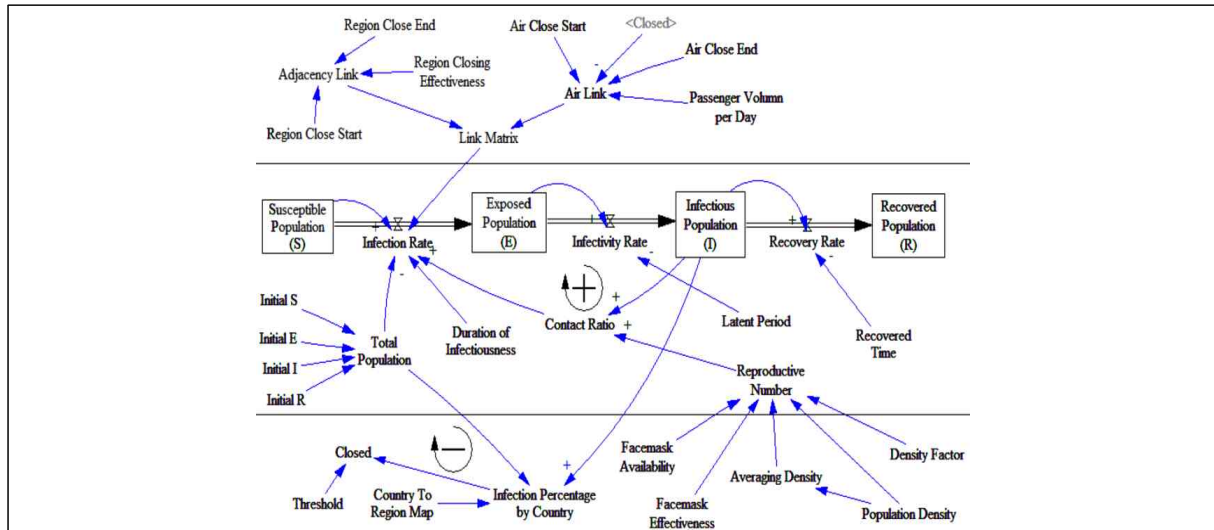 Region Close End
Air Close Start
<Closed>
Air Close End
Adjacency Link
Region Closing
Effectiveness
-
Air Link
Passenger Volumn
per Day
Region Close Start
Link Matrix
Susceptible
Population
(S)
Exposed
Population
(E)
Infectious
Population
(I)
Recovered
Population
(R)
+
+
+
Infection Rate
+
Infectivity Rate
-
Recovery Rate
-
-
+
+
Initial S
Initial E
Initial I
Initial R
Total
Population
Duration of
Infectiousness
Contact Ratio
+
Latent Period
Recovered
Time
Reproductive
Number
-
Closed
Threshold
Country To
Region Map
+
Infection Percentage
by Country
Facemask
Availability
Facemask
Effectiveness
Averaging Density
Density Factor
Population Density